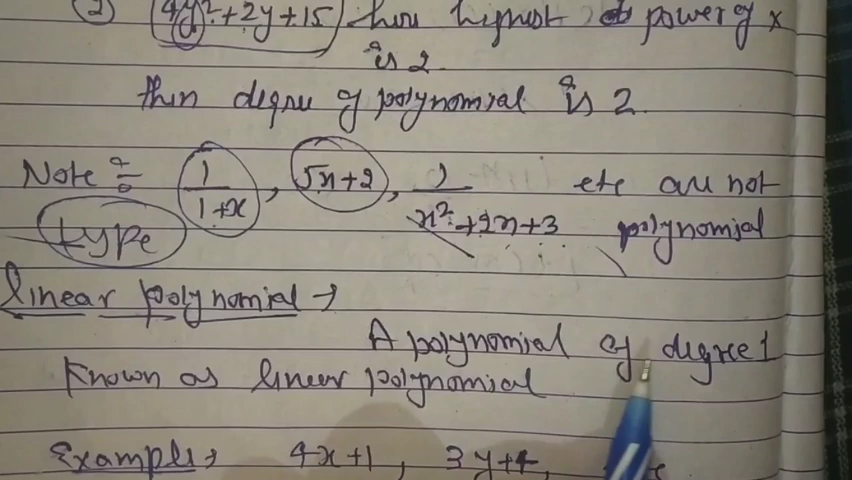 2) (4y²+2y+15) here highest power of x
is 2
then degree of polynomial is 2
Note 1/(1+x), 5x+2, 1/(x²+2x+3) etc are not polynomial
type
linear polynomial →
A polynomial of degree 1
Known as linear polynomial
Example → 4x+1, 3y+4,